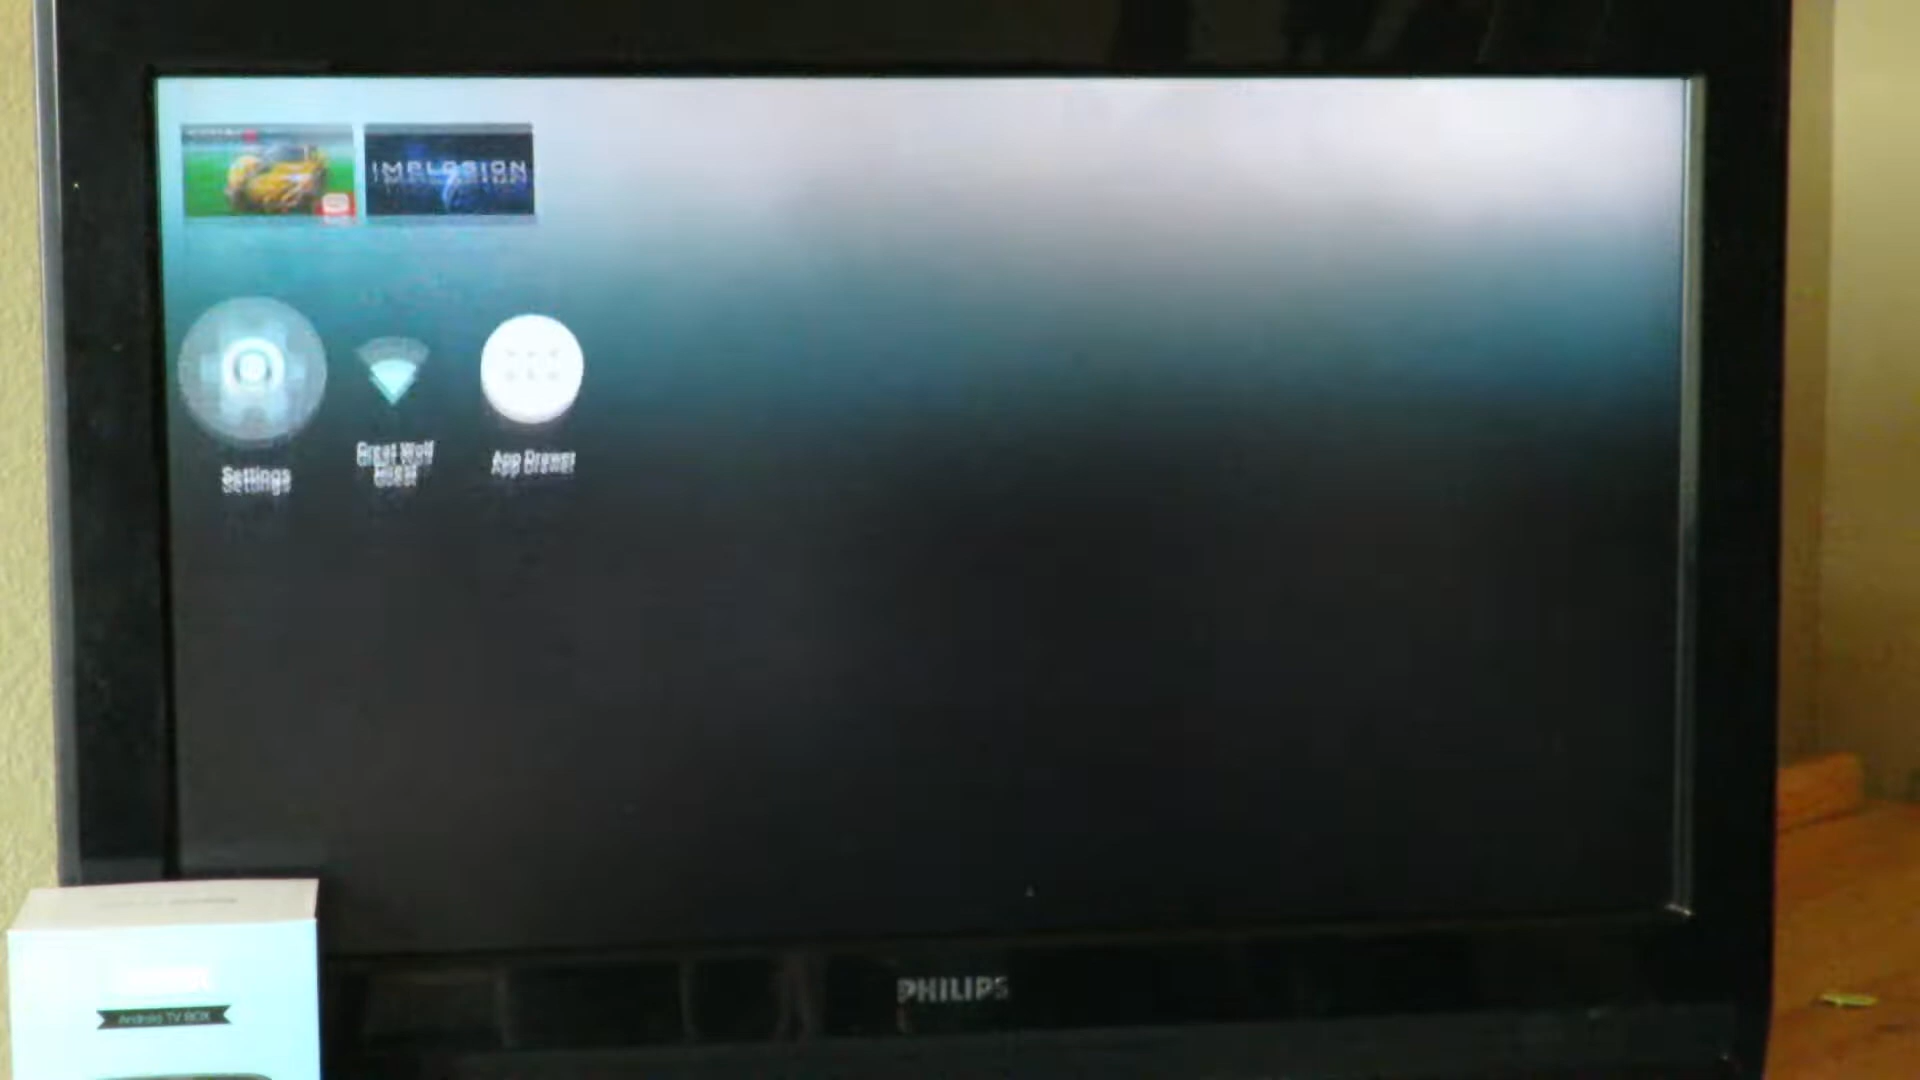 IMPLOSION
Settings
Great Wolf
Guest
App Drawer
PHILIPS
Android TV BOX